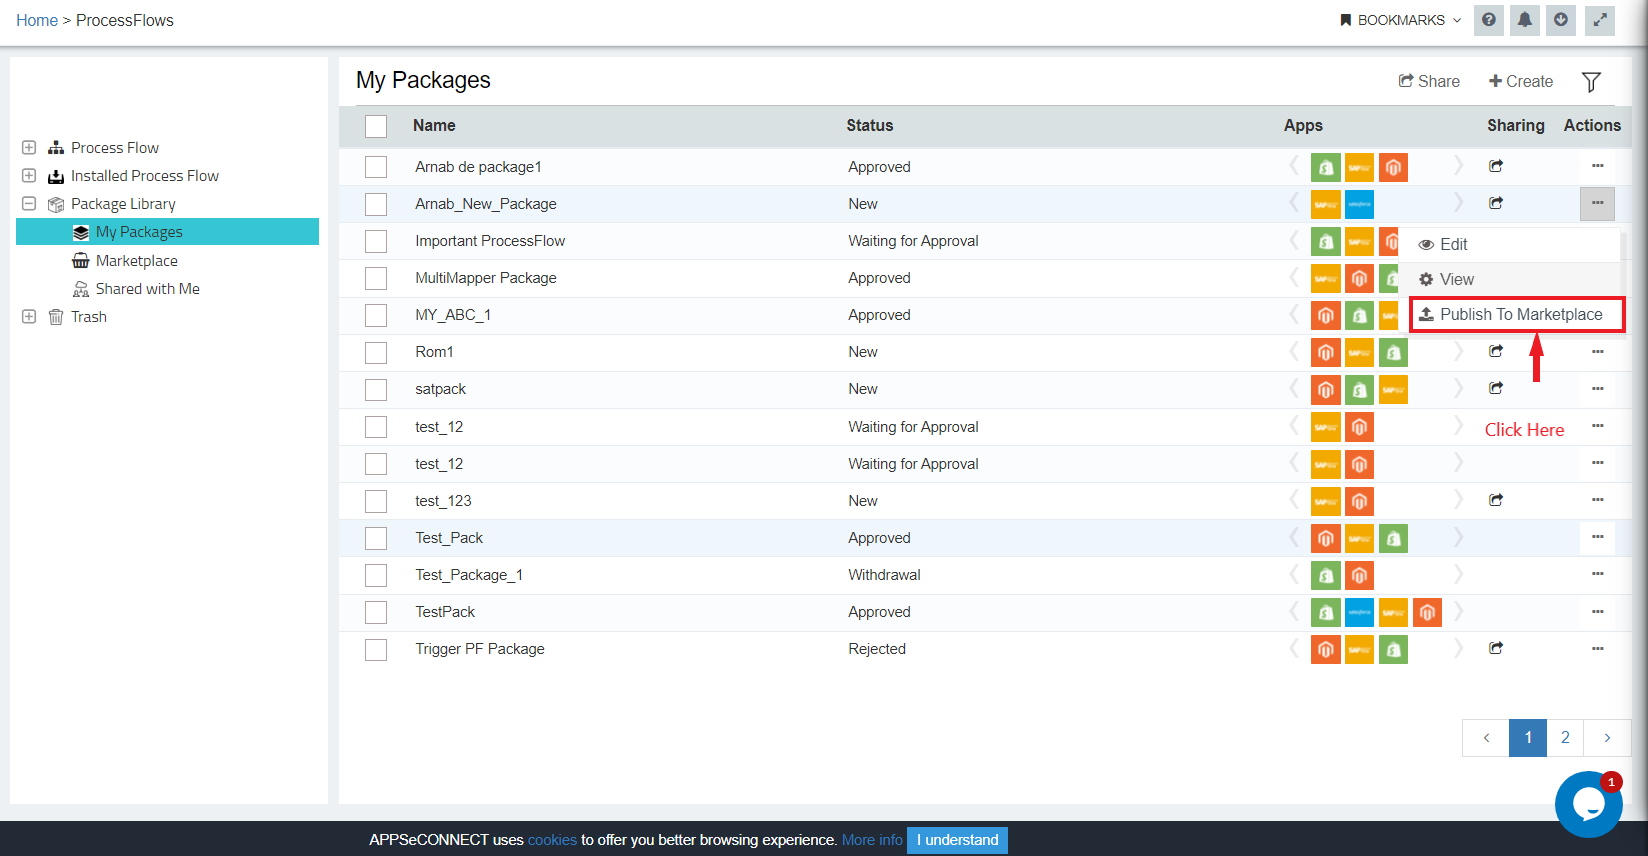 Home > ProcessFlows
BOOKMARKS
My Packages
Share
Create
Process Flow
Installed Process Flow
Package Library
My Packages
Marketplace
Shared with Me
Trash
Name Status Apps Sharing Actions
Arnab de package1 Approved
Arnab_New_Package New
Important ProcessFlow Waiting for Approval
Edit
MultiMapper Package Approved
View
MY_ABC_1 Approved
Publish To Marketplace
Rom1 New
satpack New
test_12 Waiting for Approval
Click Here
test_12 Waiting for Approval
test_123 New
Test_Pack Approved
Test_Package_1 Withdrawal
TestPack Approved
Trigger PF Package Rejected
1 2
1
APPSeCONNECT uses cookies to offer you better browsing experience. More info I understand